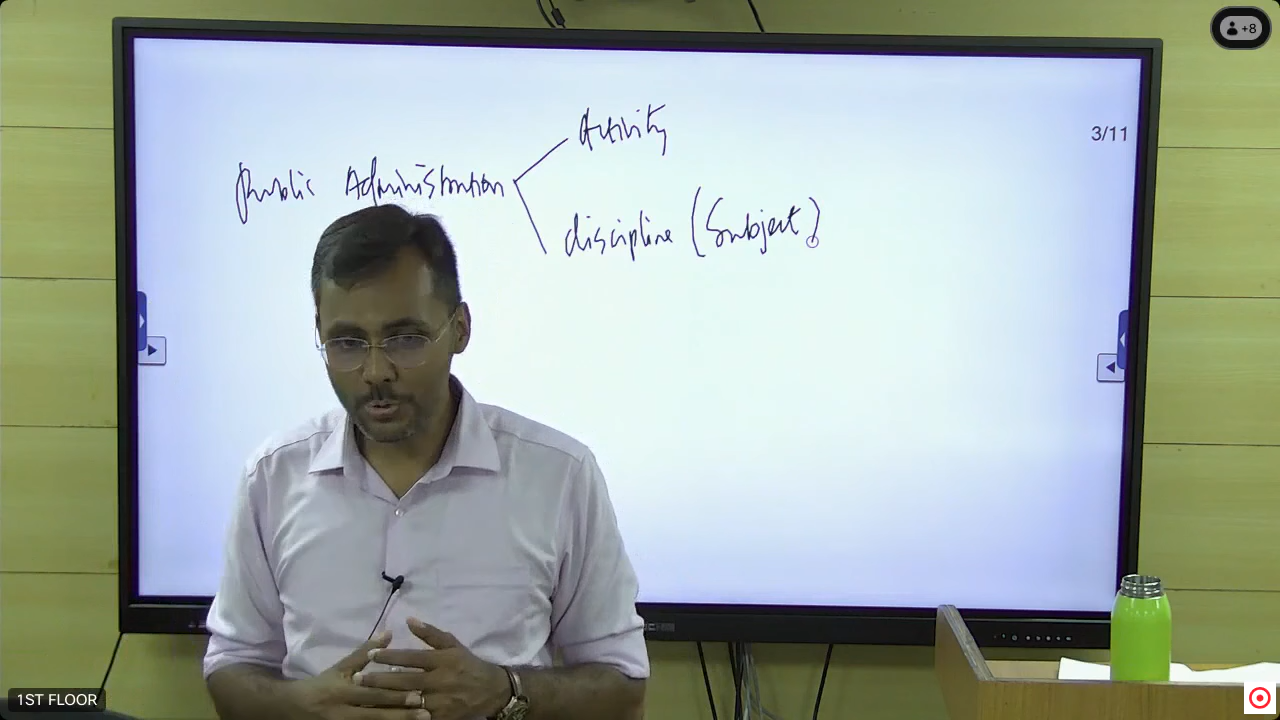 +8
Activity
3/11
Public Administration
discipline (Subject)
1ST FLOOR